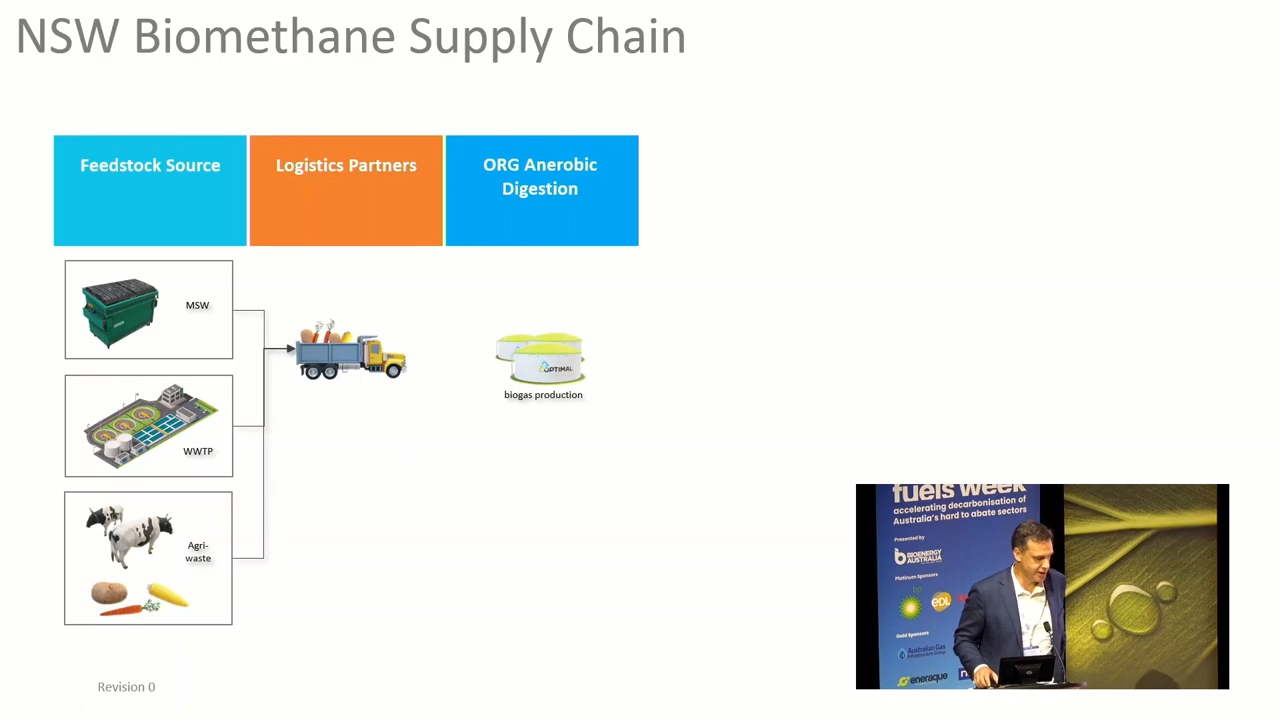 NSW Biomethane Supply Chain
Feedstock Source
Logistics Partners
ORG Anerobic
Digestion
MSW
WWTP
Agri-
waste
OPTIMAL
biogas production
Revision 0
fuels week
accelerating decarbonisation of
Australia's hard to abate sectors
Presented by
BIOENERGY
AUSTRALIA
Platinum Sponsors
bp
edl
Gold Sponsors
Australian Gas
Infrastructure Group
eneraque